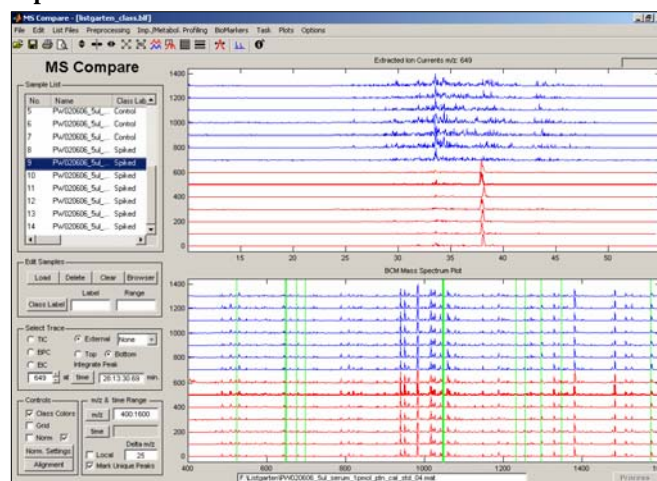 MS Compare - [listgarten_class.blf]
File Edit List Files Preprocessing Imp./Metabol. Profiling BioMarkers Task Plots Options
MS Compare
Sample List
No. Name Class Lab
5 PW020606_5ul_... Control
6 PW020606_5ul_... Control
7 PW020606_5ul_... Control
8 PW020606_5ul_... Spiked
9 PW020606_5ul_... Spiked
10 PW020606_5ul_... Spiked
11 PW020606_5ul_... Spiked
12 PW020606_5ul_... Spiked
13 PW020606_5ul_... Spiked
14 PW020606_5ul_... Spiked
Edit Samples
Load Delete Clear Browser
Label Range
Class Label
Select Trace
TIC External None
BPC Top Bottom
EIC Integrate Peak
649 at time 26:13:30:69 min.
Controls
Class Colors
Grid
Norm
Norm. Settings
Alignment
m/z & time Range
m/z 400:1600
time
Delta m/z
Local 25
Mark Unique Peaks
Extracted Ion Currents m/z: 649
1400
1200
1000
800
600
400
200
0
15 20 25 30 35 40 45 50
BCM Mass Spectrum Plot
1400
1200
1000
800
600
400
200
0
400 600 800 1000 1200 1400
F:\Listgarten\PW020606_5ul_serum_1pmol_ptn_cal_std_04.mat
Process